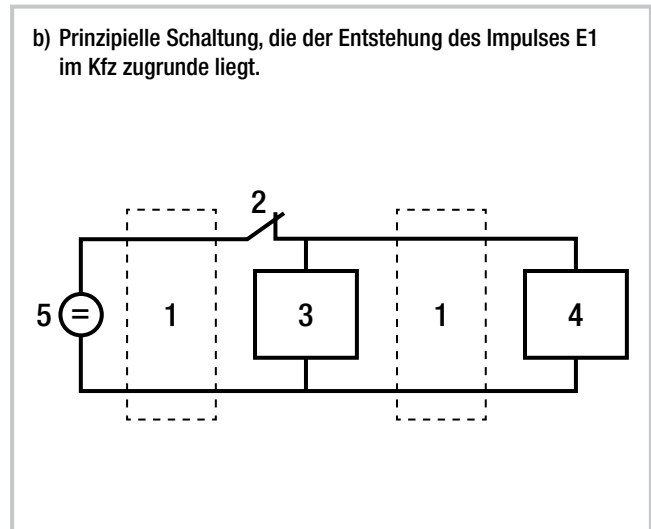 b) Prinzipielle Schaltung, die der Entstehung des Impulses E1
im Kfz zugrunde liegt.
2
5 = 1 3 1 4